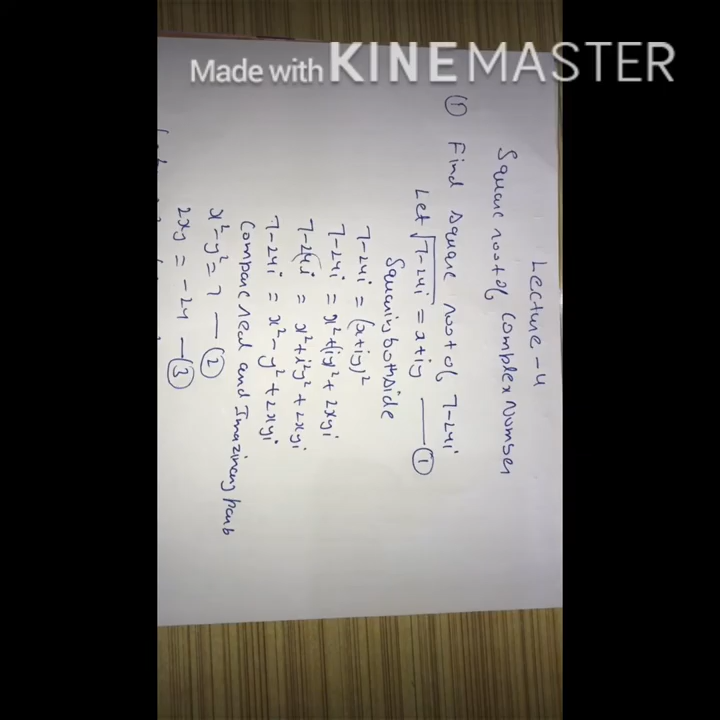 Made with KINEMASTER
Lecture-4
Square root of Complex Number
① Find square root of 7-24i
Let √7-24i = x+iy — ①
Squaring both side
7-24i = (x+iy)²
7-24i = x²+(iy)²+2xyi
7-24i = x²+i²y²+2xyi
7-24i = x²-y²+2xyi
Compare real and Imaginary
x²-y²=7 — ②
2xy = -24 — ③